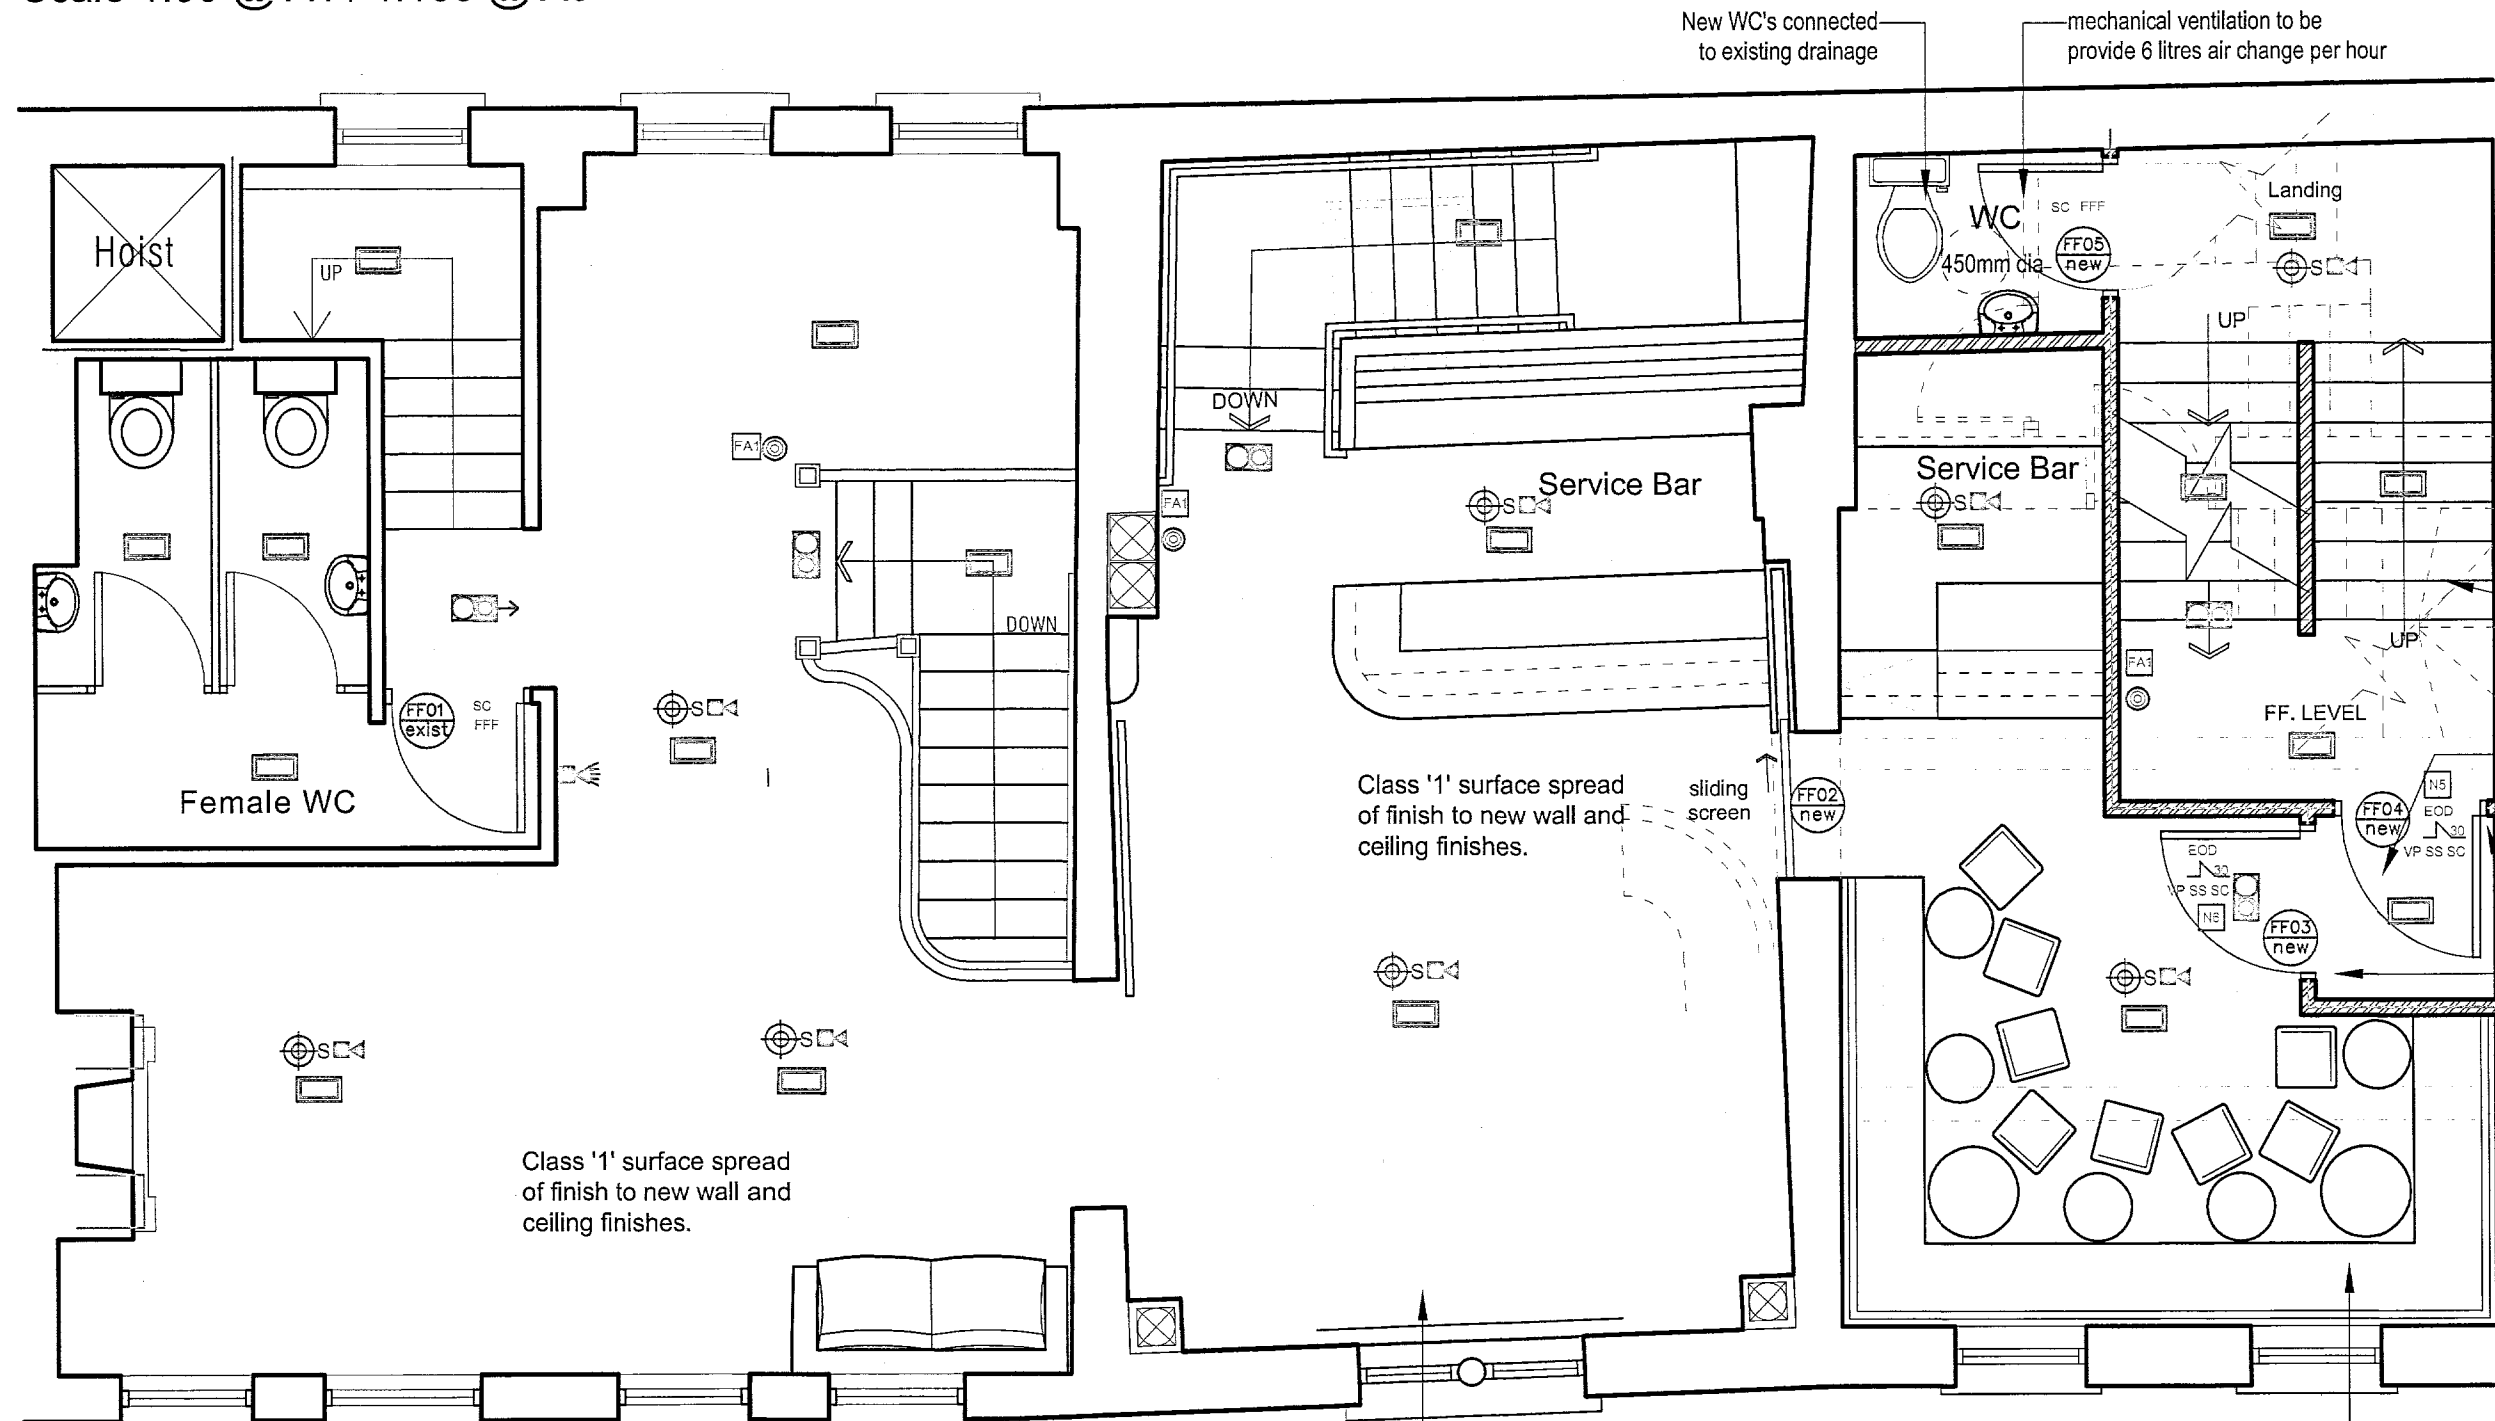 New WC's connected
to existing drainage
mechanical ventilation to be
provide 6 litres air change per hour
Hoist
UP
WC
SC FFF
450mm dia
FF05
new
Landing
S
UP
DOWN
FA1
Service Bar
S
FA1
Service Bar
S
DOWN
FA1
UP
FF. LEVEL
FF01
exist
SC
FFF
S
Female WC
Class '1' surface spread
of finish to new wall and
ceiling finishes.
sliding
screen
FF02
new
FF04
new
N5
EOD
30
VP SS SC
EOD
30
VP SS SC
N6
FF03
new
S
S
S
S
Class '1' surface spread
of finish to new wall and
ceiling finishes.